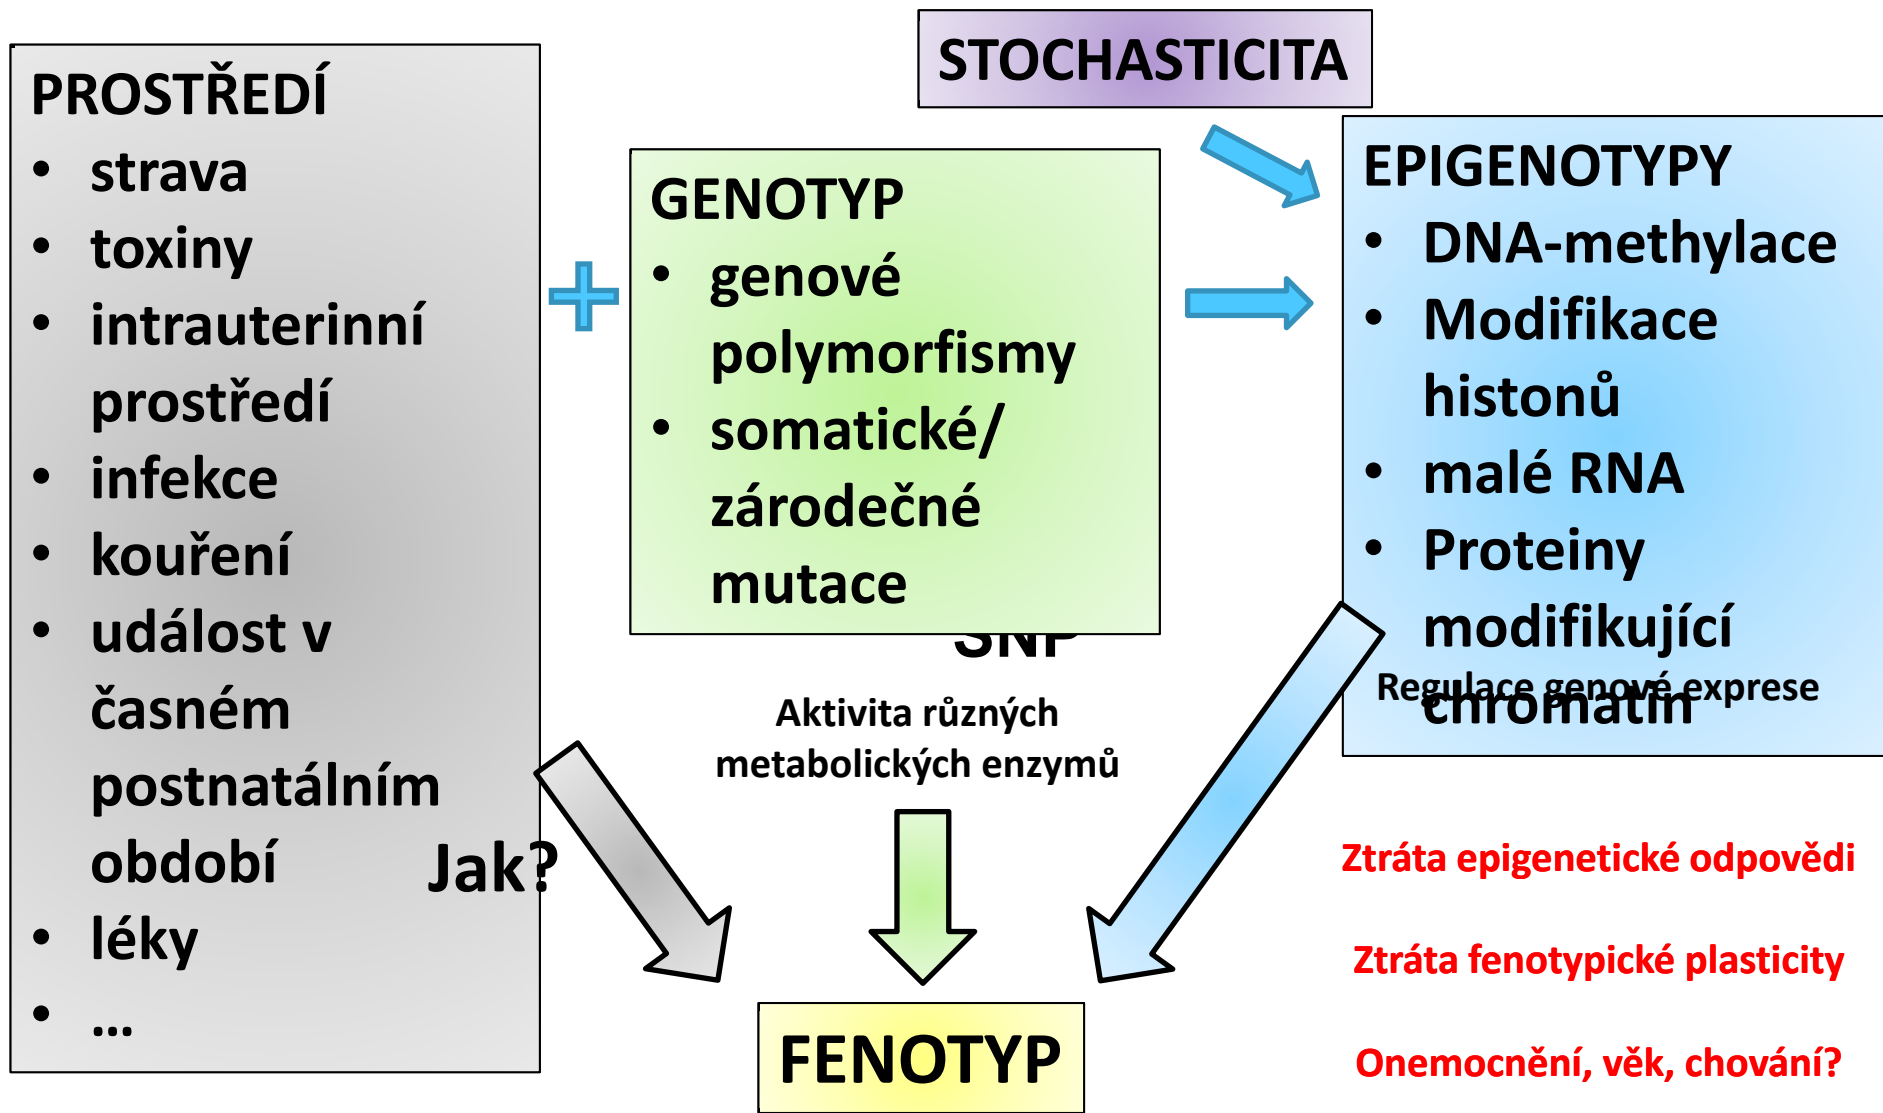 STOCHASTICITA
PROSTŘEDÍ
• strava
• toxiny
• intrauterinní
prostředí
• infekce
• kouření
• událost v
časném
postnatálním
období
• léky
• ...
Jak?
GENOTYP
• genové
polymorfismy
• somatické/
zárodečné
mutace
SNP
Aktivita různých
metabolických enzymů
EPIGENOTYPY
• DNA-methylace
• Modifikace
histonů
• malé RNA
• Proteiny
modifikující
chromatin
Regulace genové exprese
Ztráta epigenetické odpovědi
Ztráta fenotypické plasticity
Onemocnění, věk, chování?
FENOTYP